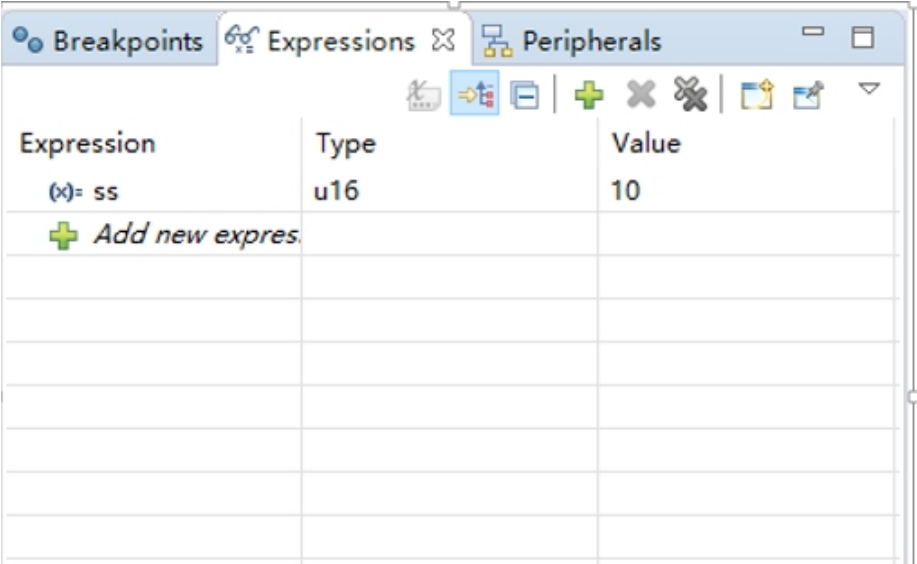 Breakpoints Expressions Peripherals
Expression Type Value
(x)= ss u16 10
Add new expres